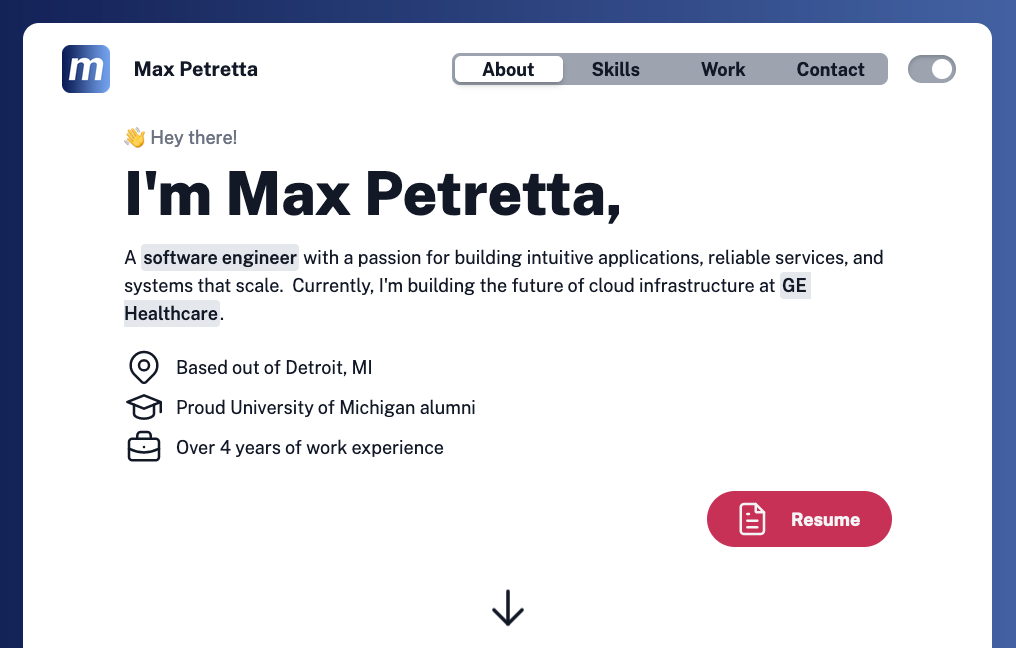 m
Max Petretta
About
Skills
Work
Contact
👋 Hey there!
I'm Max Petretta,
A software engineer with a passion for building intuitive applications, reliable services, and
systems that scale. Currently, I'm building the future of cloud infrastructure at GE
Healthcare.
Based out of Detroit, MI
Proud University of Michigan alumni
Over 4 years of work experience
Resume